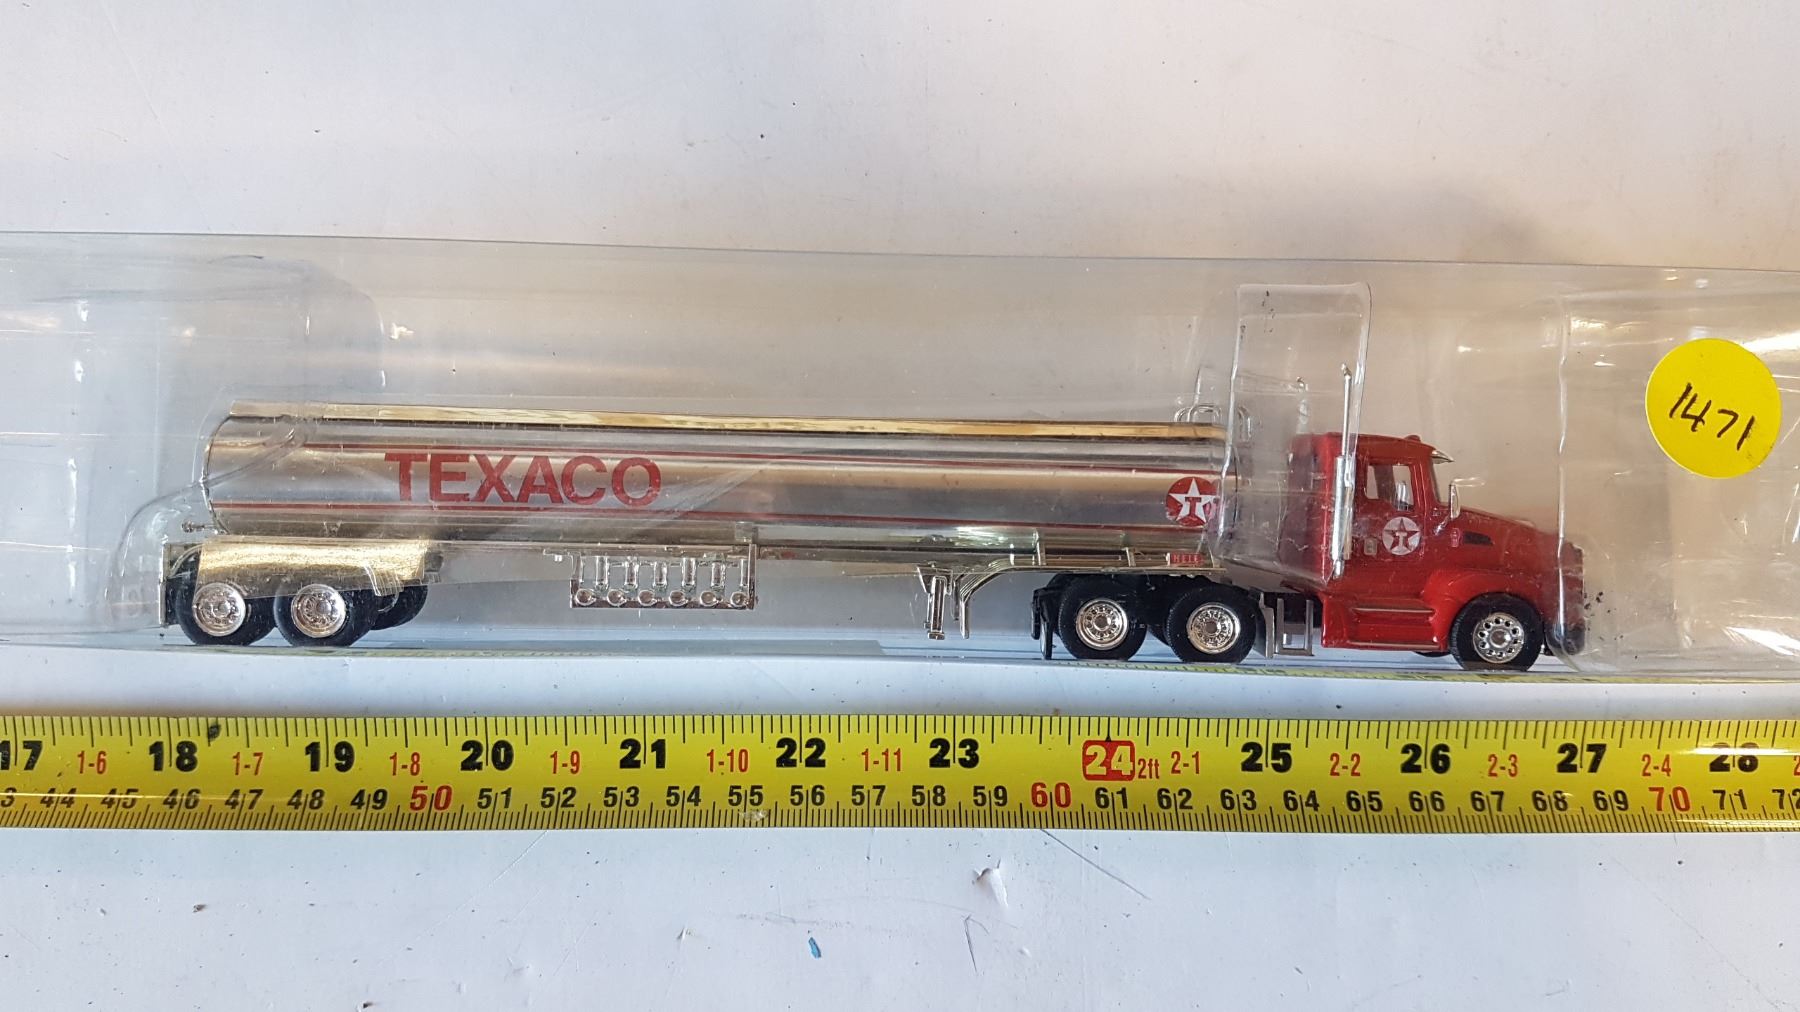 1471
TEXACO
T
T
HEIL
17 1-6 18 1-7 19 1-8 20 1-9 21 1-10 22 1-11 23 24 2ft 2-1 25 2-2 26 2-3 27 2-4 28
44 45 46 47 48 49 50 51 52 53 54 55 56 57 58 59 60 61 62 63 64 65 66 67 68 69 70 71 72